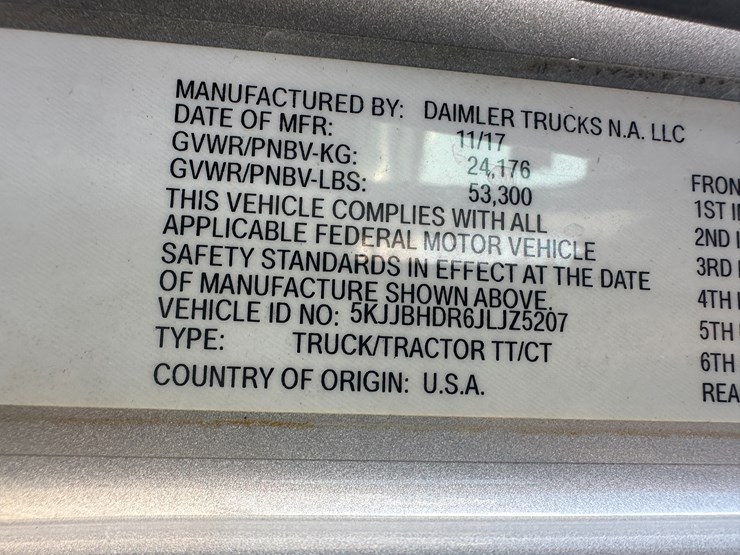 MANUFACTURED BY: DAIMLER TRUCKS N.A. LLC
DATE OF MFR: 11/17
GVWR/PNBV-KG: 24,176
GVWR/PNBV-LBS: 53,300
THIS VEHICLE COMPLIES WITH ALL
APPLICABLE FEDERAL MOTOR VEHICLE
SAFETY STANDARDS IN EFFECT AT THE DATE
OF MANUFACTURE SHOWN ABOVE.
VEHICLE ID NO: 5KJJBHDR6JLJZ5207
TYPE: TRUCK/TRACTOR TT/CT
COUNTRY OF ORIGIN: U.S.A.
FRON
1ST I
2ND I
3RD
4TH
5TH
6TH
REA